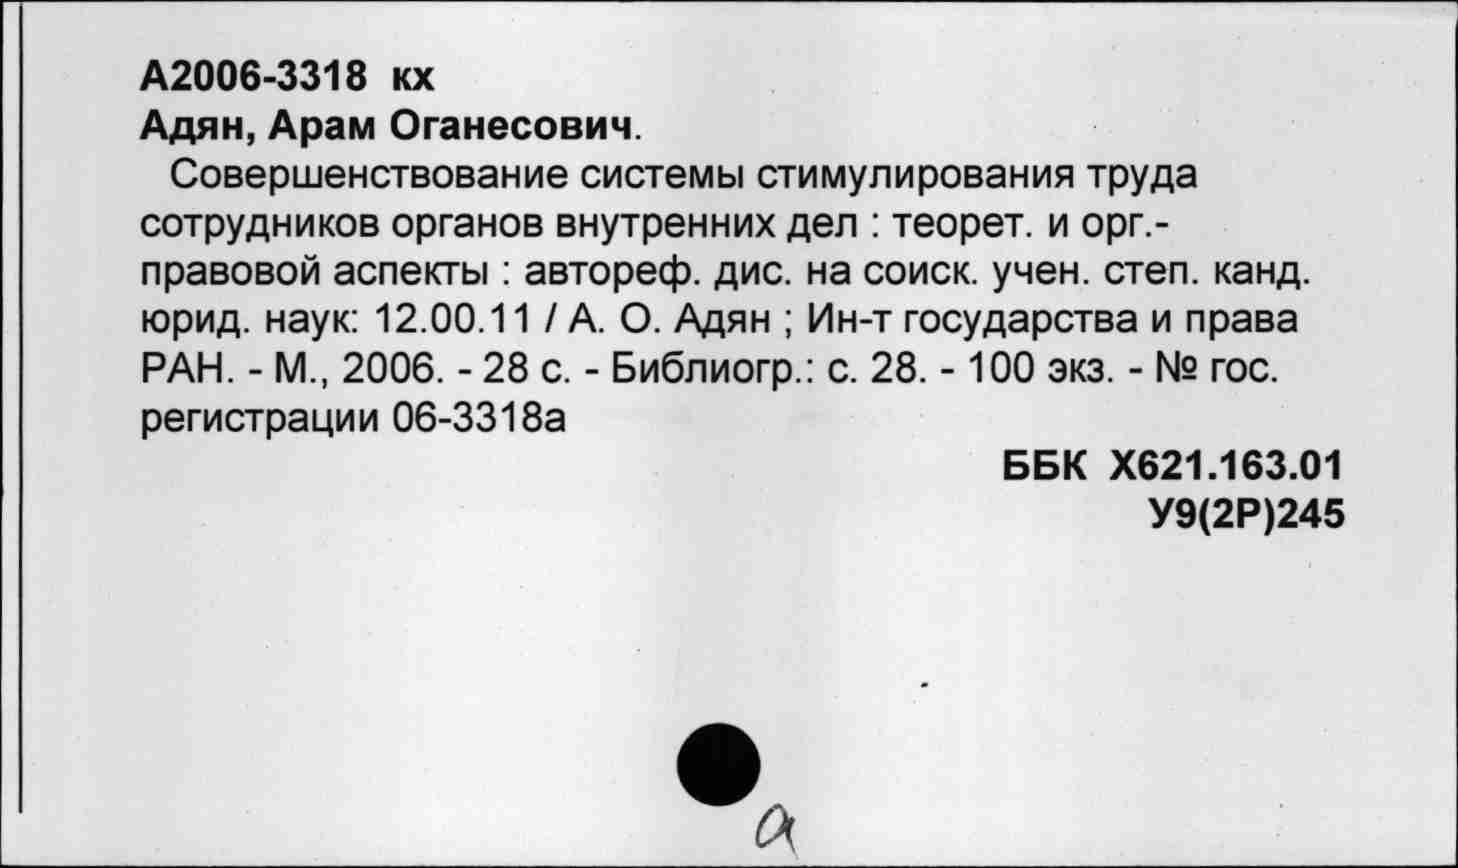 А2006-3318 кх
Адян, Арам Оганесович.
Совершенствование системы стимулирования труда
сотрудников органов внутренних дел : теорет. и орг.-
правовой аспекты : автореф. дис. на соиск. учен. степ. канд.
юрид. наук: 12.00.11 / А. О. Адян ; Ин-т государства и права
РАН. - М., 2006. - 28 с. - Библиогр.: с. 28. - 100 экз. - № гос.
регистрации 06-3318а
ББК Х621.163.01
У9(2Р)245
а